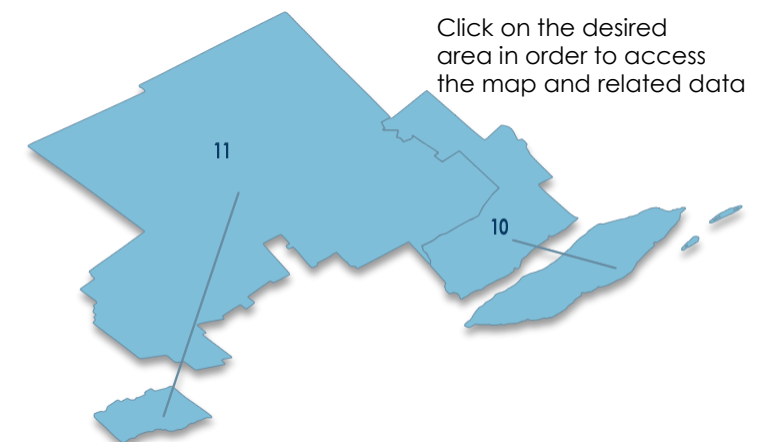 Click on the desired
area in order to access
the map and related data
11
10